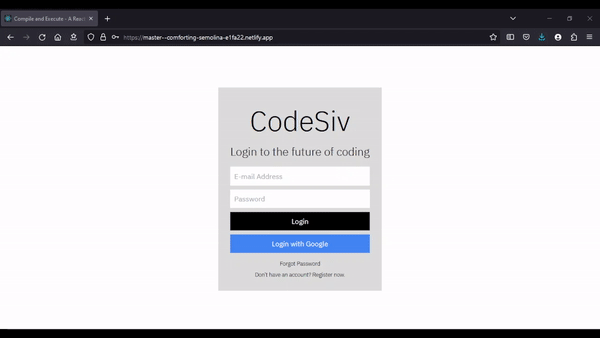 Compile and Execute - A React
https://master--comforting-semolina-e1fa22.netlify.app
CodeSiv
Login to the future of coding
E-mail Address
Password
Login
Login with Google
Forgot Password
Don't have an account? Register now.